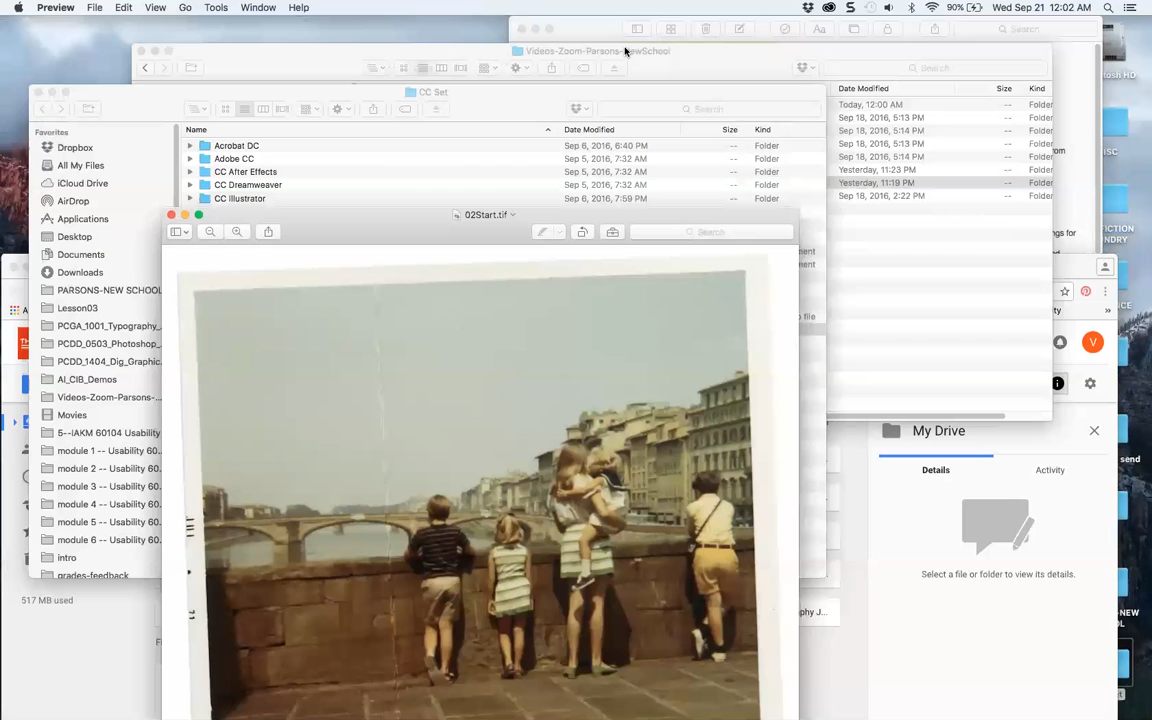 Preview File Edit View Go Tools Window Help 90% Wed Sep 21 12:02 AM
Search
Videos-Zoom-Parsons-NewSchool
Search
CC Set
Search
Date Modified Size Kind
Today, 12:00 AM -- Folder
Sep 18, 2016, 5:13 PM -- Folder
Sep 18, 2016, 5:14 PM -- Folder
Sep 18, 2016, 5:13 PM -- Folder
Sep 18, 2016, 5:14 PM -- Folder
Yesterday, 11:23 PM -- Folder
Yesterday, 11:19 PM -- Folder
Sep 18, 2016, 2:22 PM -- Folder
Name Date Modified Size Kind
Acrobat DC Sep 6, 2016, 6:40 PM -- Folder
Adobe CC Sep 5, 2016, 7:32 AM -- Folder
CC After Effects Sep 5, 2016, 7:32 AM -- Folder
CC Dreamweaver Sep 5, 2016, 7:32 AM -- Folder
CC Illustrator Sep 6, 2016, 7:59 PM -- Folder
Favorites
Dropbox
All My Files
iCloud Drive
AirDrop
Applications
Desktop
Documents
Downloads
PARSONS-NEW SCHOOL
Lesson03
PCGA_1001_Typography_...
PCDD_0503_Photoshop_...
PCDD_1404_Dig_Graphic...
AI_CIB_Demos
Videos-Zoom-Parsons-...
Movies
5--IAKM 60104 Usability
module 1 -- Usability 60...
module 2 -- Usability 60...
module 3 -- Usability 60...
module 4 -- Usability 60...
module 5 -- Usability 60...
module 6 -- Usability 60...
intro
grades-feedback
02Start.tif
Search
517 MB used
V
My Drive
Details Activity
Select a file or folder to view its details.
send